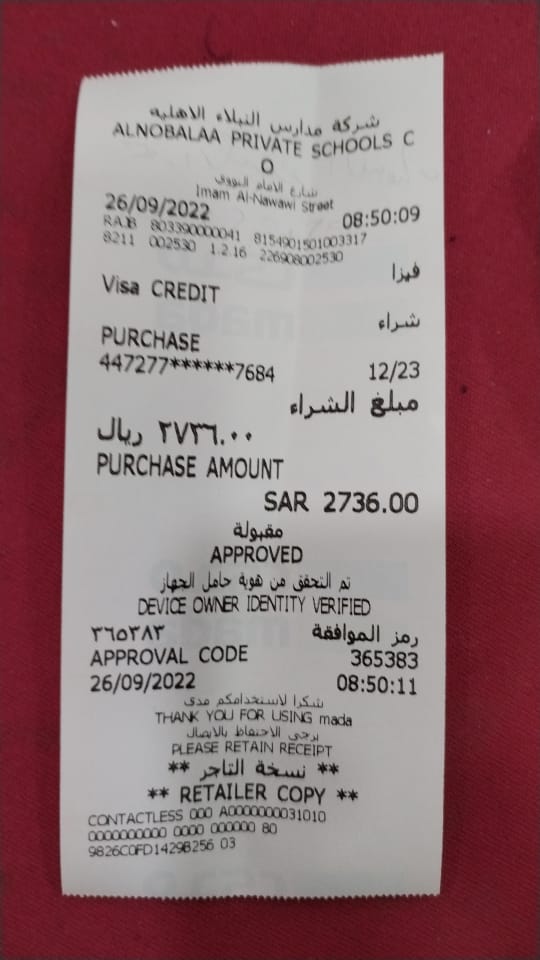 شركة مدارس النبلاء الاهلية
ALNOBALAA PRIVATE SCHOOLS C
O
شارع الامام النووي
Imam Al-Nawawi Street
26/09/2022 08:50:09
RAJB 803390000041 8154901501003317
8211 002530 1.2.16 226908002530
فيزا
Visa CREDIT
شراء
PURCHASE
447277******7684 12/23
مبلغ الشراء
٢٧٣٦.٠٠ ريال
PURCHASE AMOUNT
SAR 2736.00
مقبولة
APPROVED
تم التحقق من هوية حامل الجهاز
DEVICE OWNER IDENTITY VERIFIED
رمز الموافقة ٣٦٥٣٨٣
APPROVAL CODE 365383
26/09/2022 08:50:11
شكرا لاستخدامكم مدى
THANK YOU FOR USING mada
يرجى الاحتفاظ بالايصال
PLEASE RETAIN RECEIPT
** نسخة التاجر **
** RETAILER COPY **
CONTACTLESS 000 A0000000031010
0000000000 0000 000000 80
9826C0FD1429B256 03